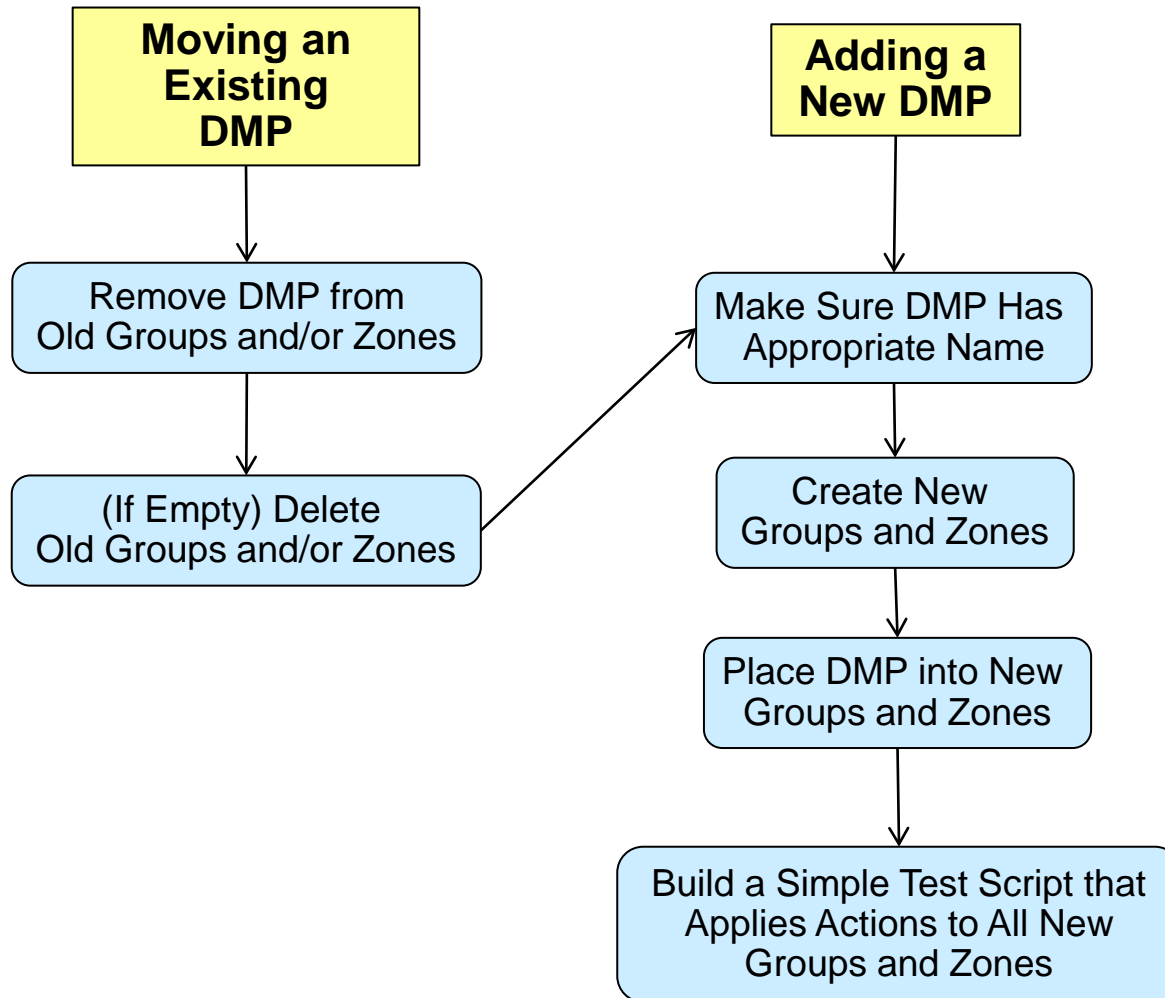 Moving an
Existing
DMP
Remove DMP from
Old Groups and/or Zones
(If Empty) Delete
Old Groups and/or Zones
Adding a
New DMP
Make Sure DMP Has
Appropriate Name
Create New
Groups and Zones
Place DMP into New
Groups and Zones
Build a Simple Test Script that
Applies Actions to All New
Groups and Zones